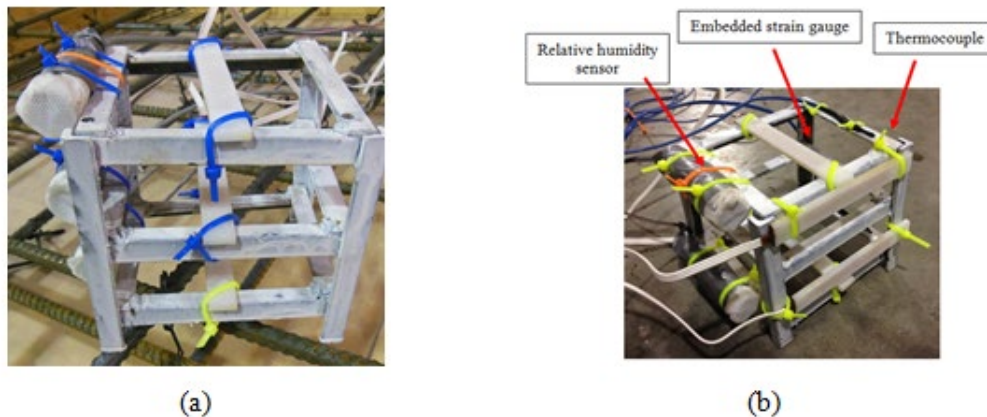 Relative humidity
sensor
Embedded strain gauge
Thermocouple
(a)
(b)